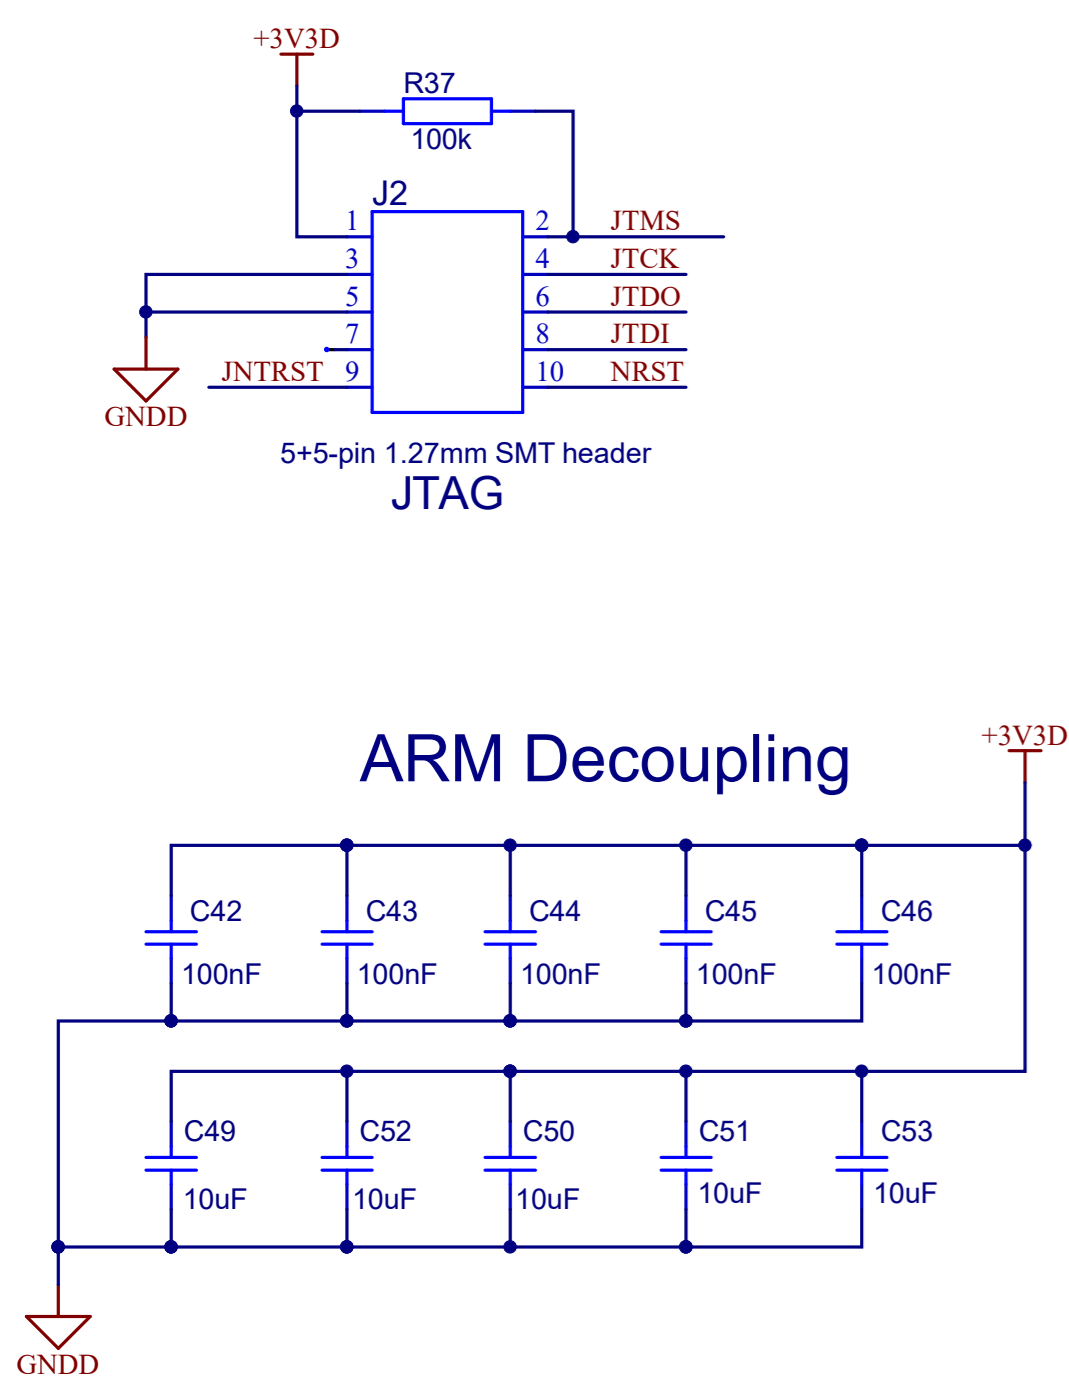 +3V3D
R37
100k
J2
1 2 JTMS
3 4 JTCK
5 6 JTDO
7 8 JTDI
JNTRST 9 10 NRST
GNDD
5+5-pin 1.27mm SMT header
JTAG
ARM Decoupling
+3V3D
C42 C43 C44 C45 C46
100nF 100nF 100nF 100nF 100nF
C49 C52 C50 C51 C53
10uF 10uF 10uF 10uF 10uF
GNDD